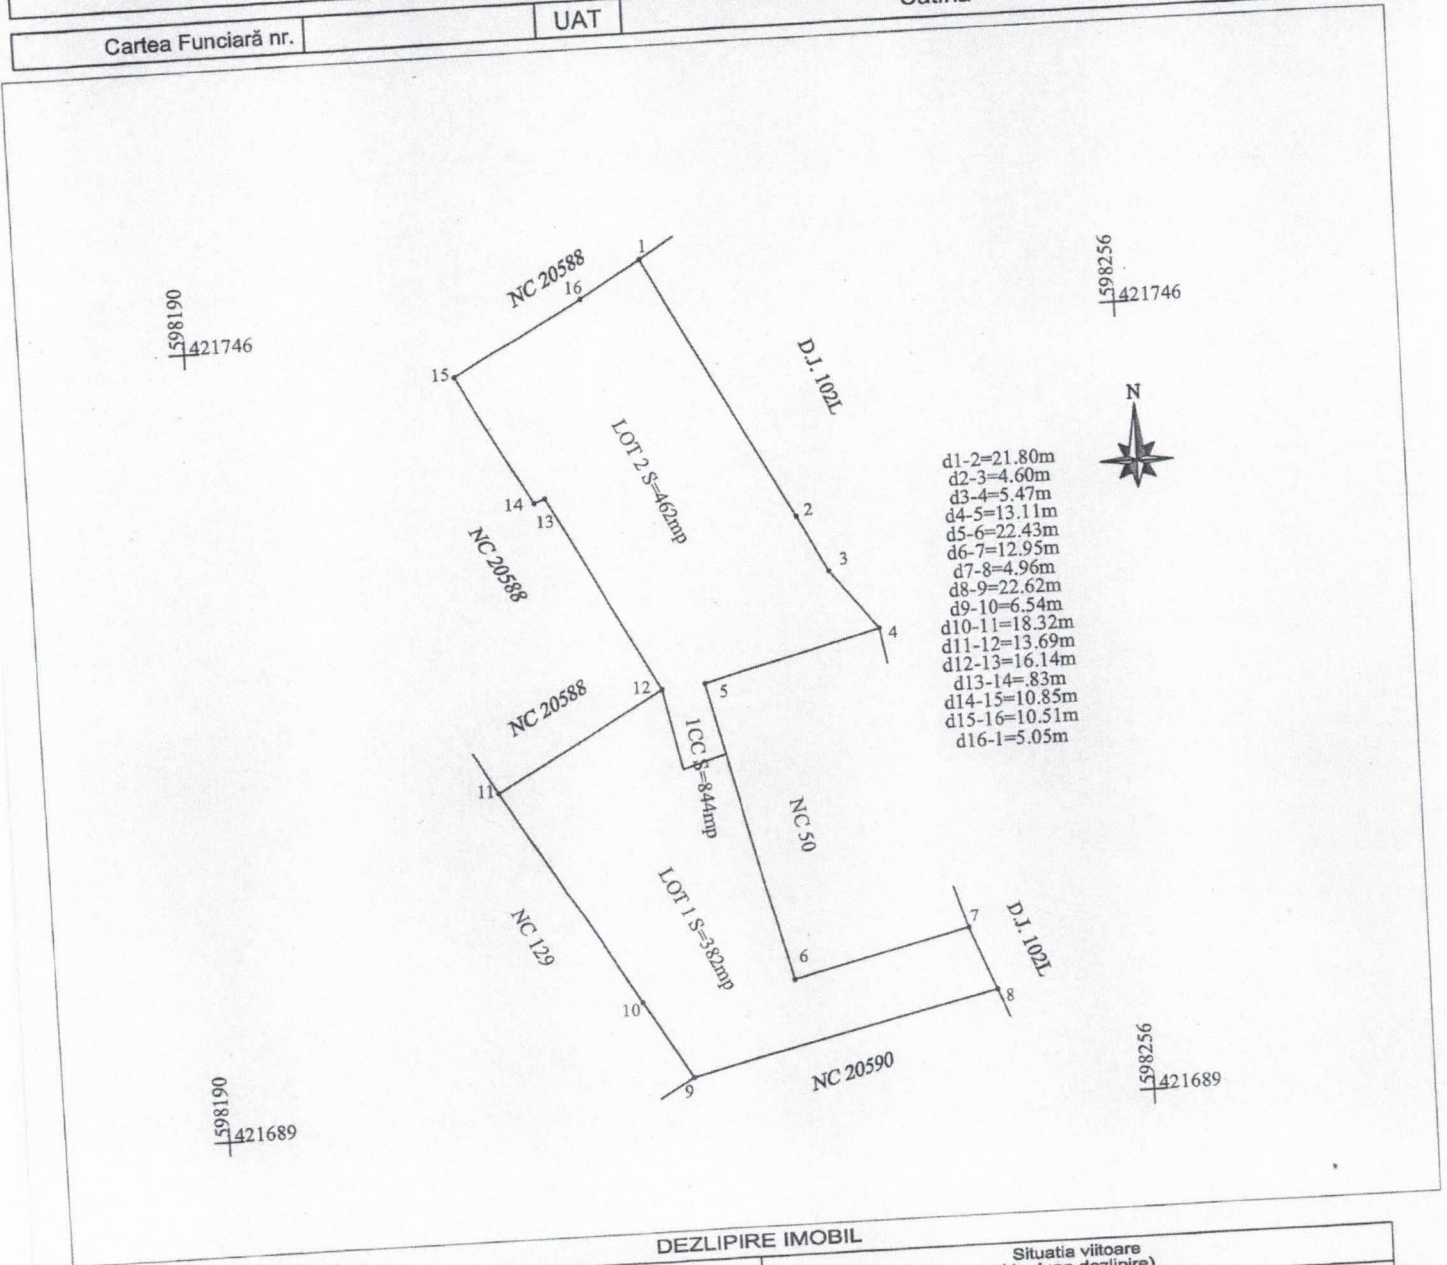 UAT
Cartea Funciară nr.
1
NC 20588
16
598190
421746
598256
421746
15
D.J. 102L
N
LOT 2 S=462mp
14
13
2
NC 20588
3
d1-2=21.80m
d2-3=4.60m
d3-4=5.47m
d4-5=13.11m
d5-6=22.43m
d6-7=12.95m
d7-8=4.96m
d8-9=22.62m
d9-10=6.54m
d10-11=18.32m
d11-12=13.69m
d12-13=16.14m
d13-14=.83m
d14-15=10.85m
d15-16=10.51m
d16-1=5.05m
4
12
5
NC 20588
1CC S=844mp
11
NC 50
LOT 1 S=382mp
NC 129
7
D.J. 102L
6
8
10
9
NC 20590
598190
421689
598256
421689
DEZLIPIRE IMOBIL
Situatia viitoare
dezlipire)